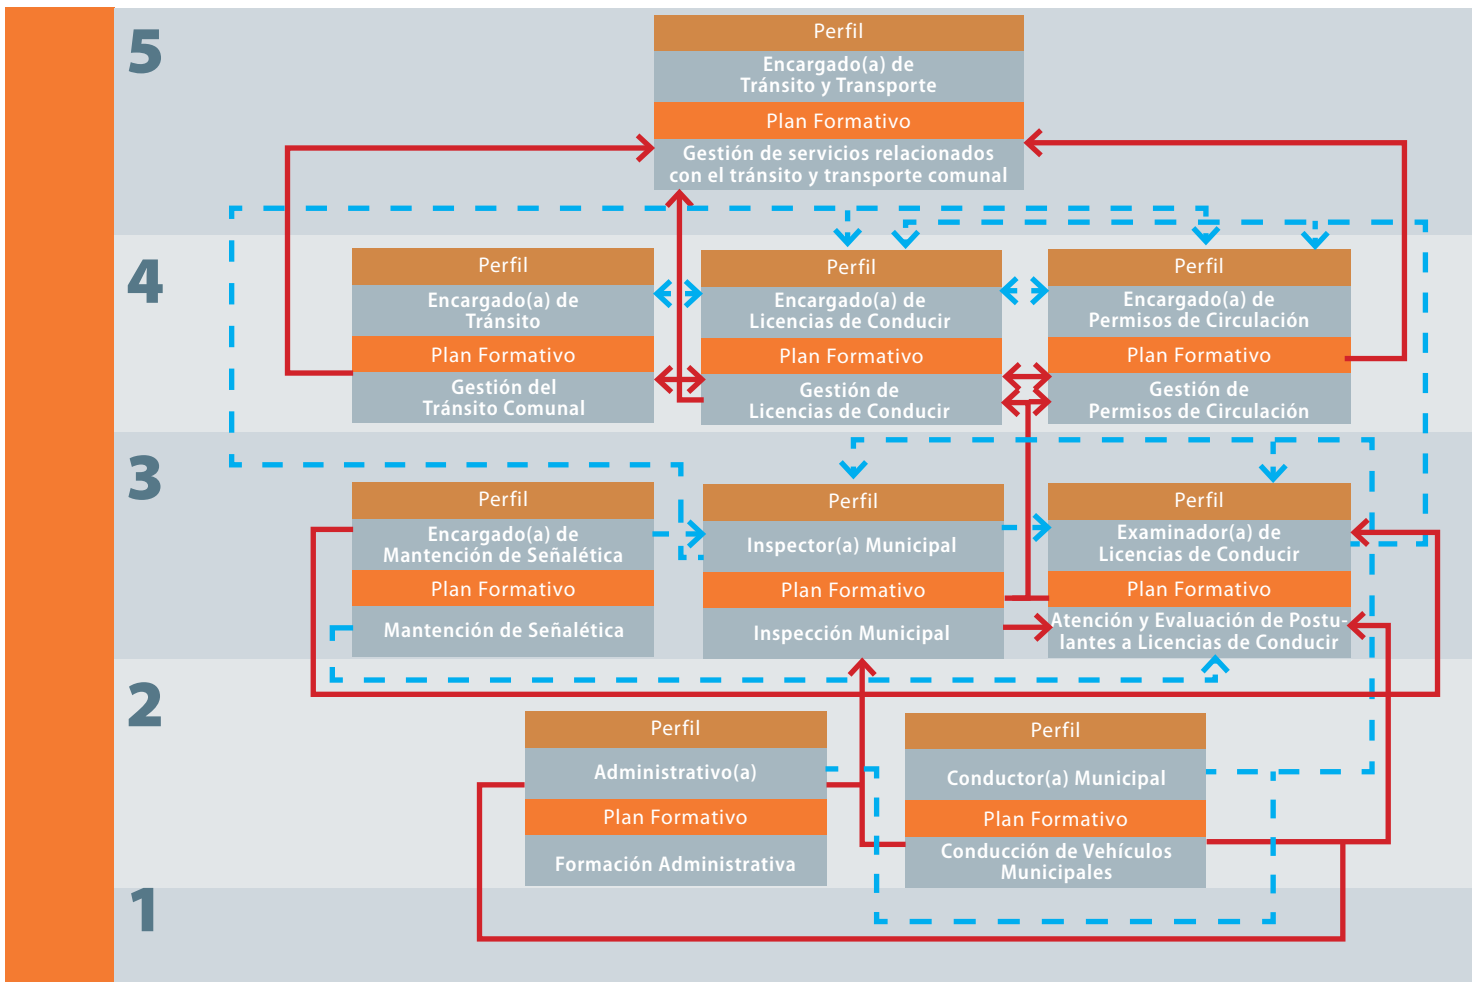 5
Perfil
Encargado(a) de
Tránsito y Transporte
Plan Formativo
Gestión de servicios relacionados
con el tránsito y transporte comunal
4
Perfil
Encargado(a) de
Tránsito
Plan Formativo
Gestión del
Tránsito Comunal
Perfil
Encargado(a) de
Licencias de Conducir
Plan Formativo
Gestión de
Licencias de Conducir
Perfil
Encargado(a) de
Permisos de Circulación
Plan Formativo
Gestión de
Permisos de Circulación
3
Perfil
Encargado(a) de
Mantención de Señalética
Plan Formativo
Mantención de Señalética
Perfil
Inspector(a) Municipal
Plan Formativo
Inspección Municipal
Perfil
Examinador(a) de
Licencias de Conducir
Plan Formativo
Atención y Evaluación de Postu-
lantes a Licencias de Conducir
2
Perfil
Administrativo(a)
Plan Formativo
Formación Administrativa
Perfil
Conductor(a) Municipal
Plan Formativo
Conducción de Vehículos
Municipales
1